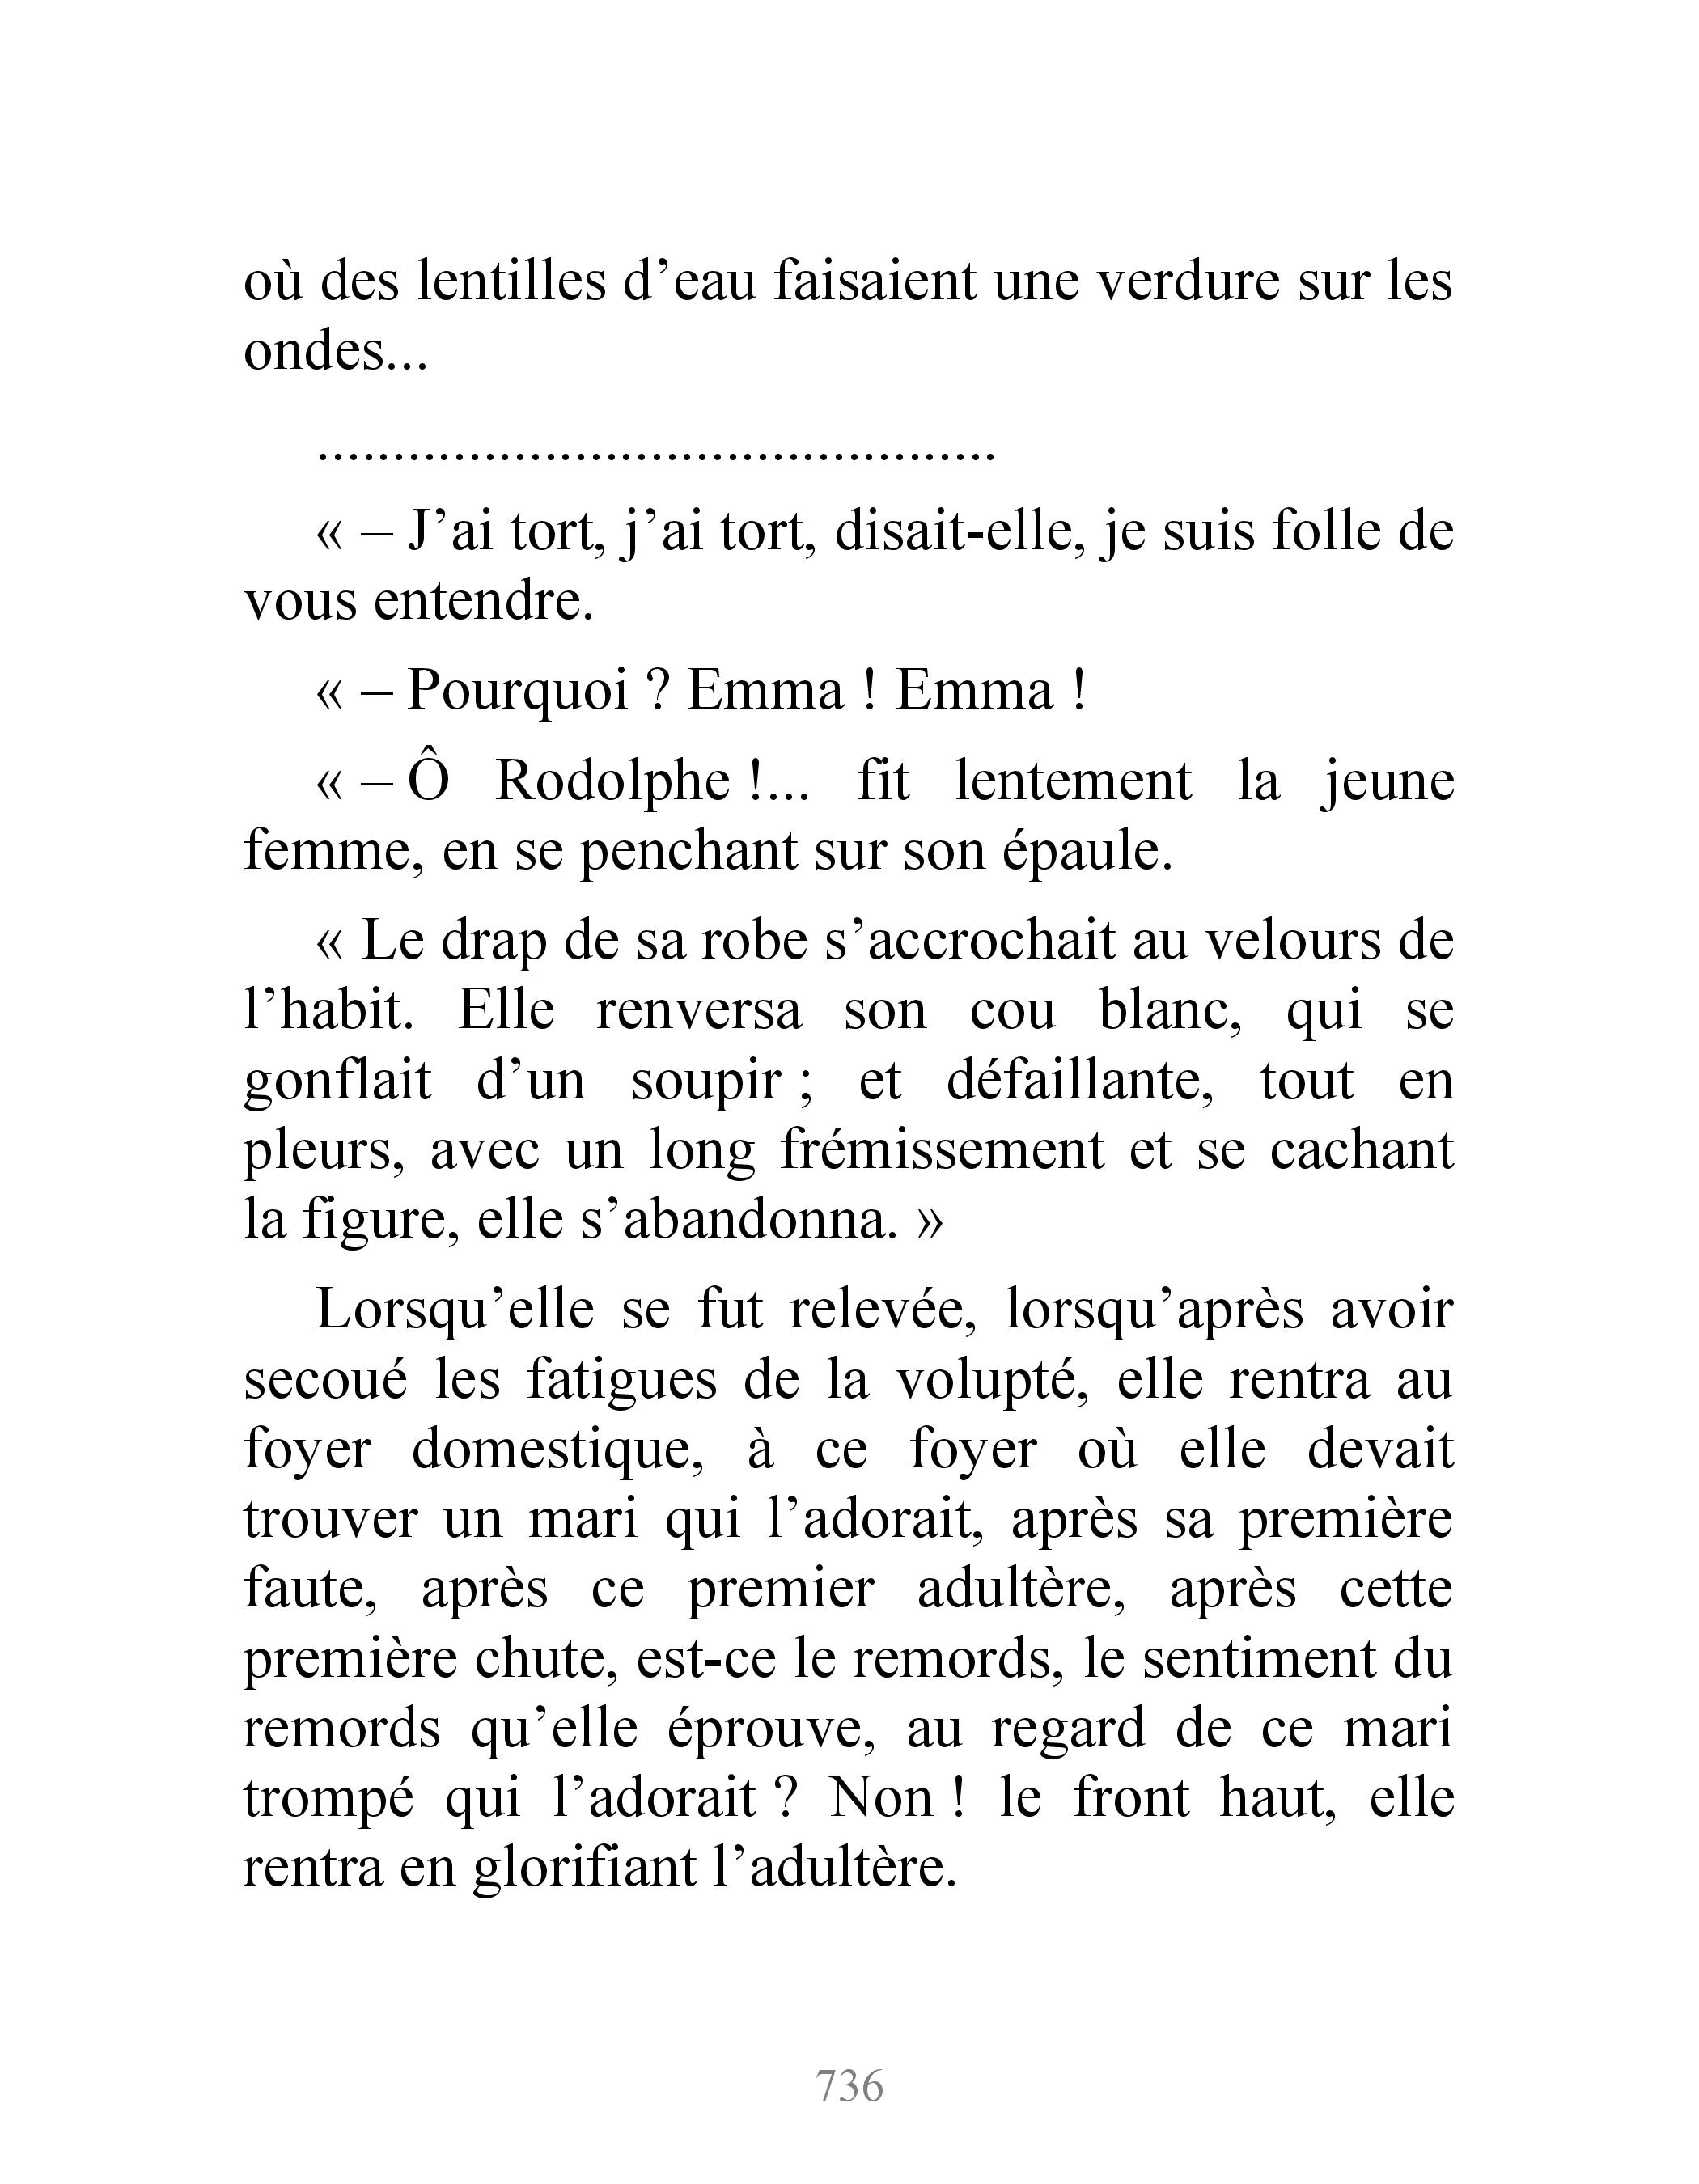 où des lentilles d’eau faisaient une verdure sur les
ondes...
.............................................
« – J’ai tort, j’ai tort, disait-elle, je suis folle de
vous entendre.
« – Pourquoi ? Emma ! Emma !
« – Ô Rodolphe !... fit lentement la jeune
femme, en se penchant sur son épaule.
« Le drap de sa robe s’accrochait au velours de
l’habit. Elle renversa son cou blanc, qui se
gonflait d’un soupir ; et défaillante, tout en
pleurs, avec un long frémissement et se cachant
la figure, elle s’abandonna. »
Lorsqu’elle se fut relevée, lorsqu’après avoir
secoué les fatigues de la volupté, elle rentra au
foyer domestique, à ce foyer où elle devait
trouver un mari qui l’adorait, après sa première
faute, après ce premier adultère, après cette
première chute, est-ce le remords, le sentiment du
remords qu’elle éprouve, au regard de ce mari
trompé qui l’adorait ? Non ! le front haut, elle
rentra en glorifiant l’adultère.
736